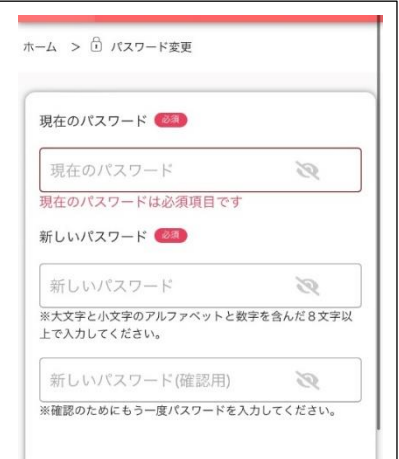 ホーム > パスワード変更
現在のパスワード 必須
現在のパスワード
現在のパスワードは必須項目です
新しいパスワード 必須
新しいパスワード
※大文字と小文字のアルファベットと数字を含んだ8文字以
上で入力してください。
新しいパスワード(確認用)
※確認のためにもう一度パスワードを入力してください。